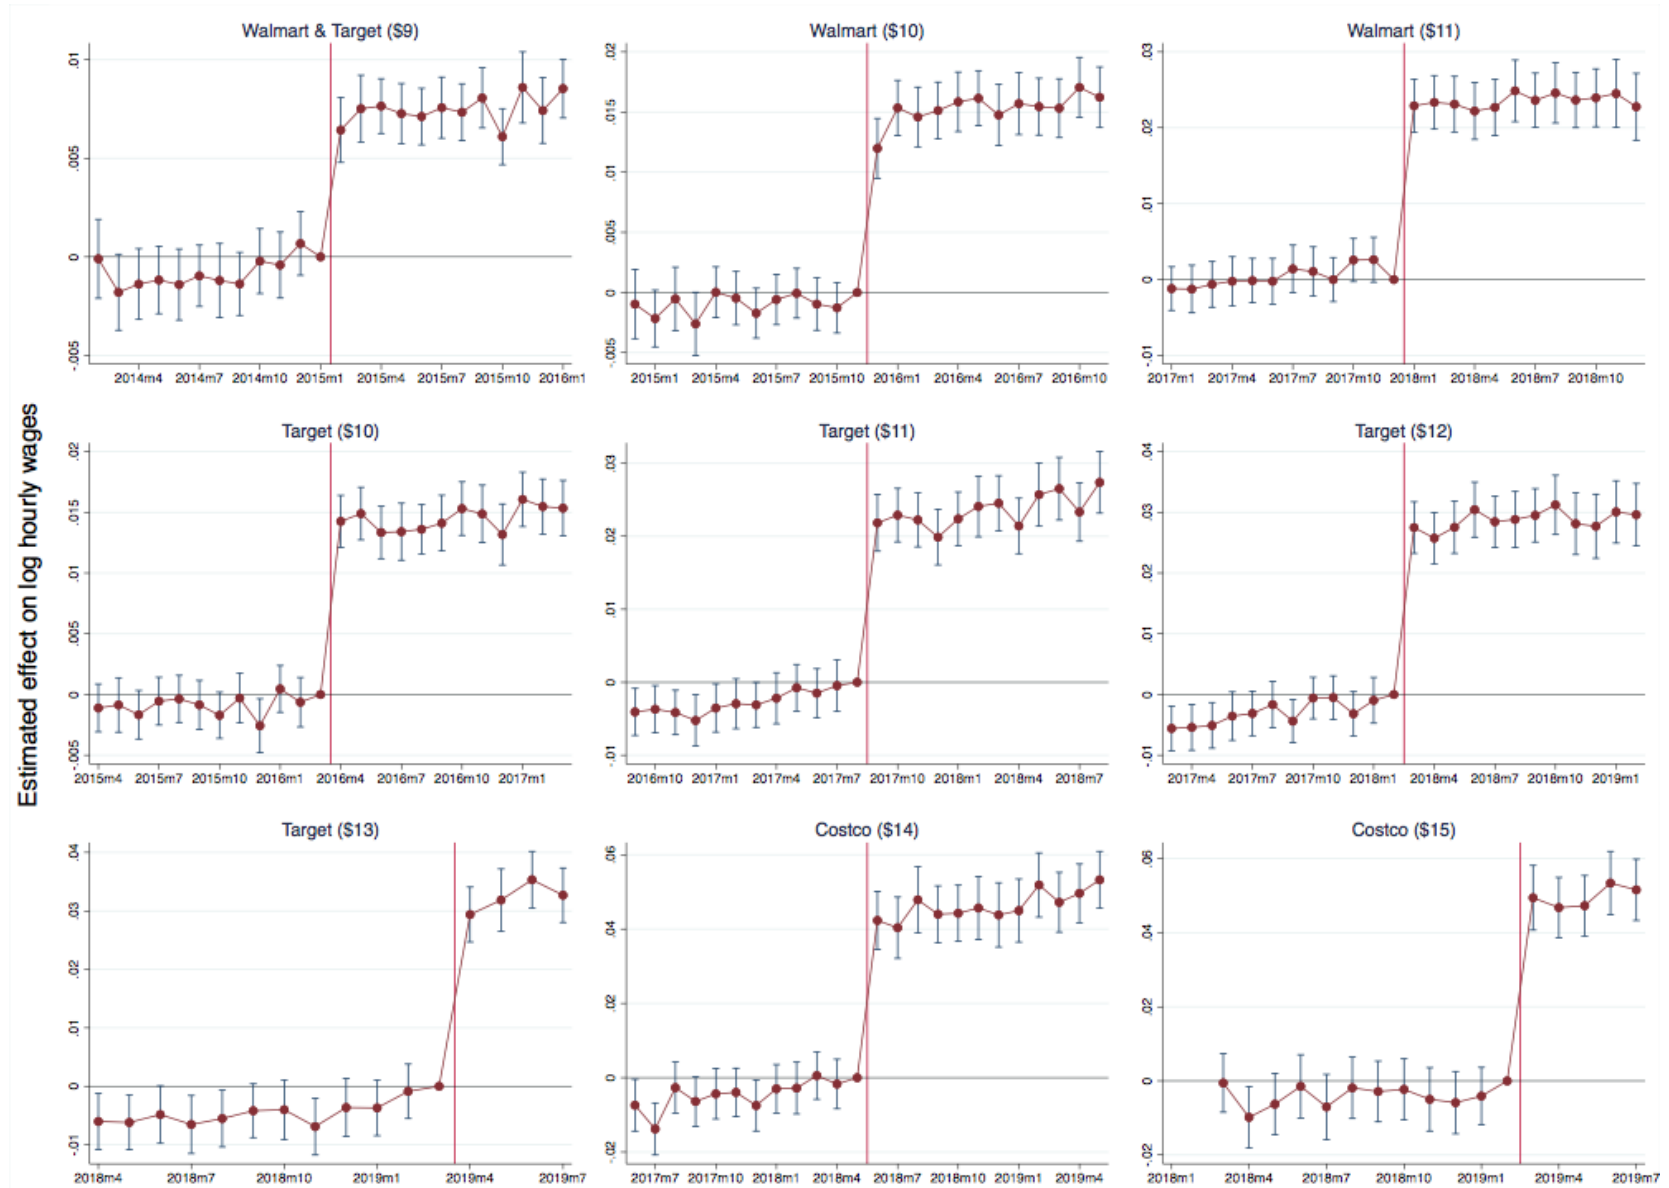 Estimated effect on log hourly wages
Walmart & Target ($9)
.01
.005
0
-.005
2014m4 2014m7 2014m10 2015m1 2015m4 2015m7 2015m10 2016m1
Walmart ($10)
.02
.015
.01
.005
0
-.005
2015m1 2015m4 2015m7 2015m10 2016m1 2016m4 2016m7 2016m10
Walmart ($11)
.03
.02
.01
0
-.01
2017m1 2017m4 2017m7 2017m10 2018m1 2018m4 2018m7 2018m10
Target ($10)
.02
.015
.01
.005
0
-.005
2015m4 2015m7 2015m10 2016m1 2016m4 2016m7 2016m10 2017m1
Target ($11)
.03
.02
.01
0
-.01
2016m10 2017m1 2017m4 2017m7 2017m10 2018m1 2018m4 2018m7
Target ($12)
.04
.03
.02
.01
0
-.01
2017m4 2017m7 2017m10 2018m1 2018m4 2018m7 2018m10 2019m1
Target ($13)
.04
.03
.02
.01
0
-.01
2018m4 2018m7 2018m10 2019m1 2019m4 2019m7
Costco ($14)
.06
.04
.02
0
-.02
2017m7 2017m10 2018m1 2018m4 2018m7 2018m10 2019m1 2019m4
Costco ($15)
.06
.04
.02
0
-.02
2018m1 2018m4 2018m7 2018m10 2019m1 2019m4 2019m7